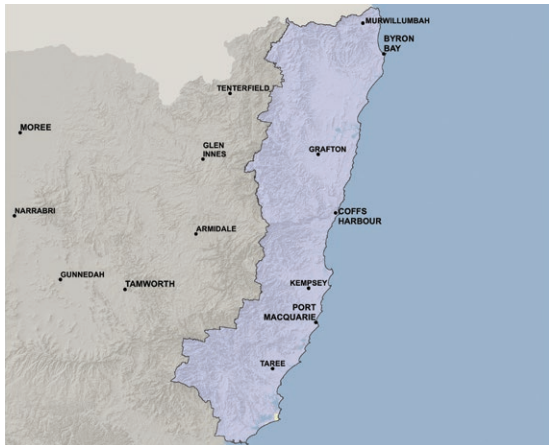 MURWILLUMBAH
BYRON
BAY
TENTERFIELD
MOREE
GLEN
INNES
GRAFTON
NARRABRI
COFFS
HARBOUR
ARMIDALE
GUNNEDAH
TAMWORTH
KEMPSEY
PORT
MACQUARIE
TAREE